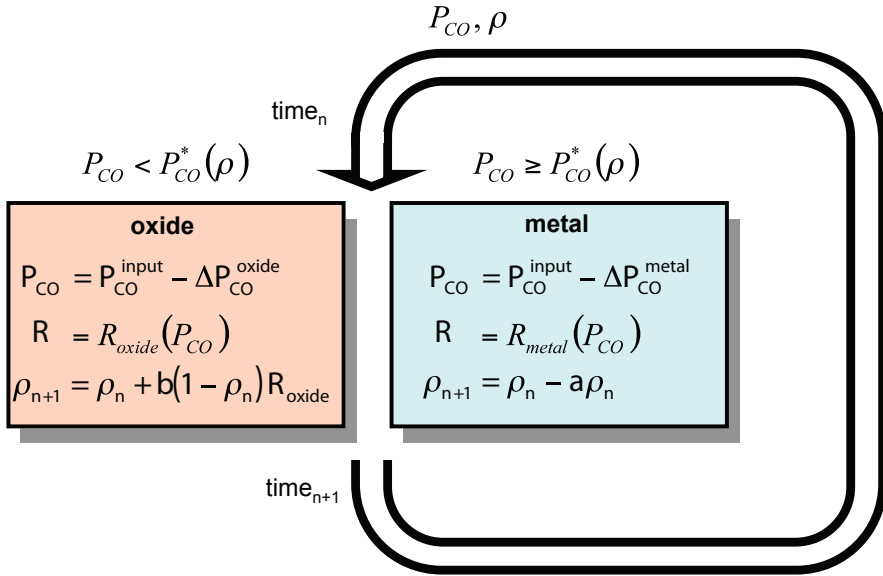 P_CO, ρ
time_n
P_CO < P*_CO(ρ)
P_CO ≥ P*_CO(ρ)
oxide
P_CO = P_CO^input − ΔP_CO^oxide
R = R_oxide(P_CO)
ρ_n+1 = ρ_n + b(1 − ρ_n)R_oxide
metal
P_CO = P_CO^input − ΔP_CO^metal
R = R_metal(P_CO)
ρ_n+1 = ρ_n − aρ_n
time_n+1